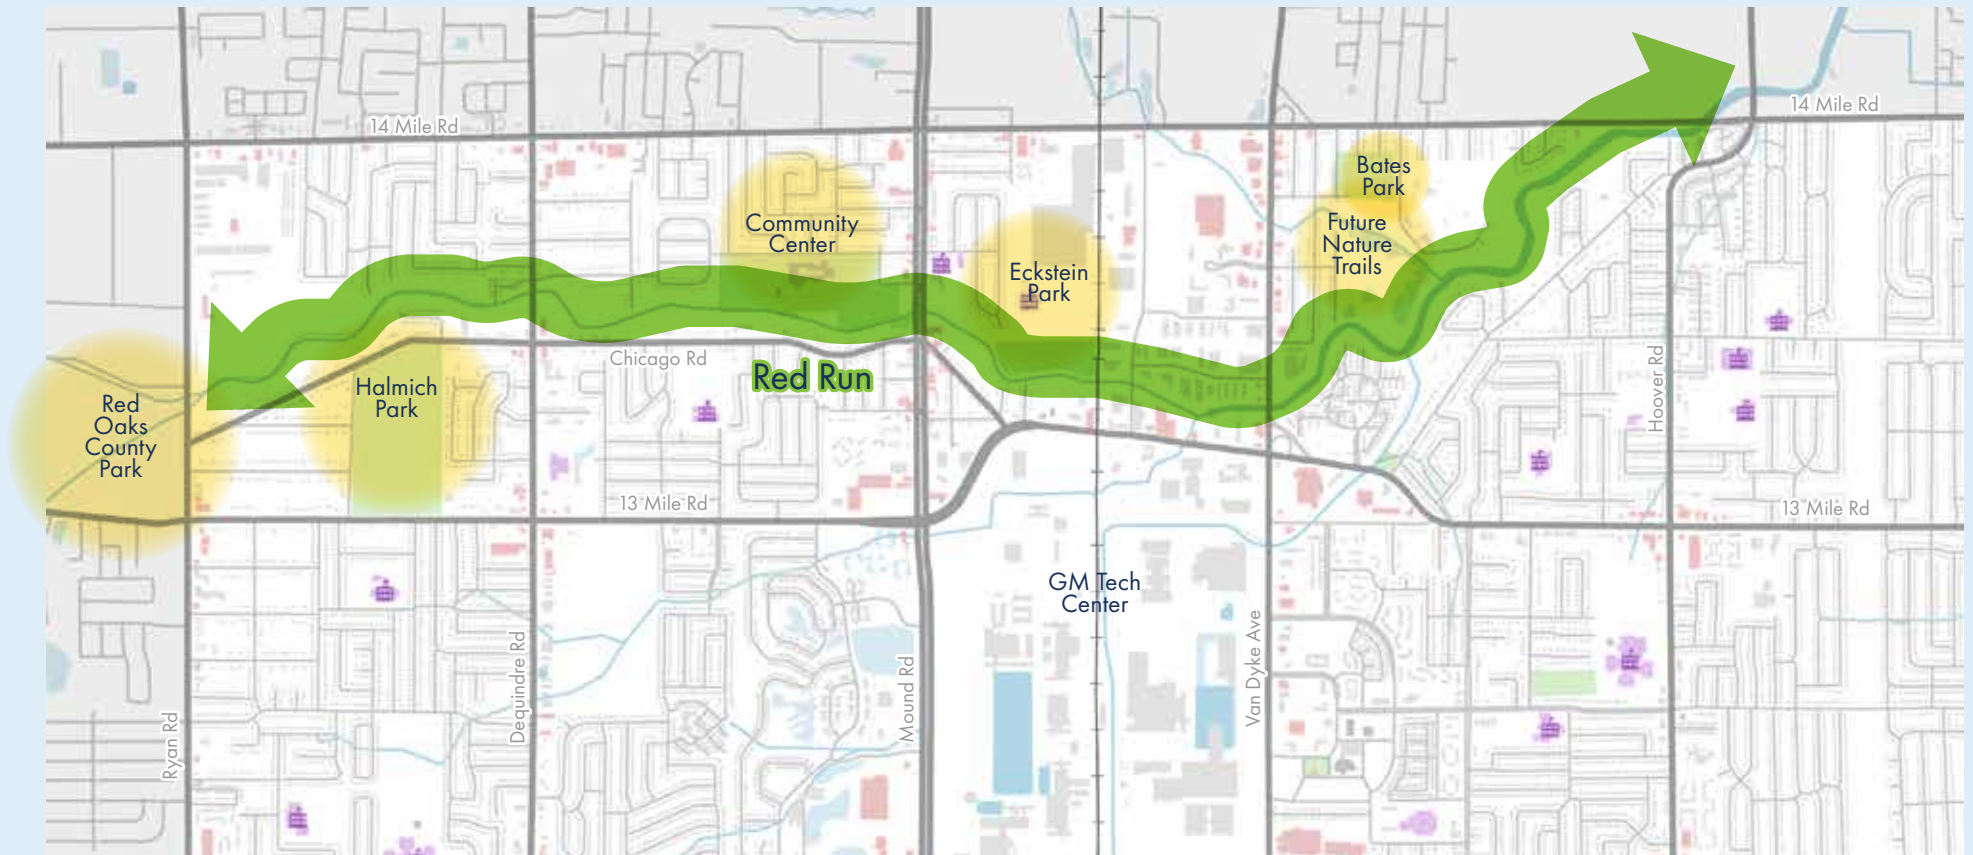 14 Mile Rd
14 Mile Rd
Bates
Park
Community
Center
Future
Nature
Trails
Eckstein
Park
Chicago Rd
Red Run
Halmich
Park
Red
Oaks
County
Park
Hoover Rd
13 Mile Rd
13 Mile Rd
GM Tech
Center
Ryan Rd
Dequindre Rd
Mound Rd
Van Dyke Ave